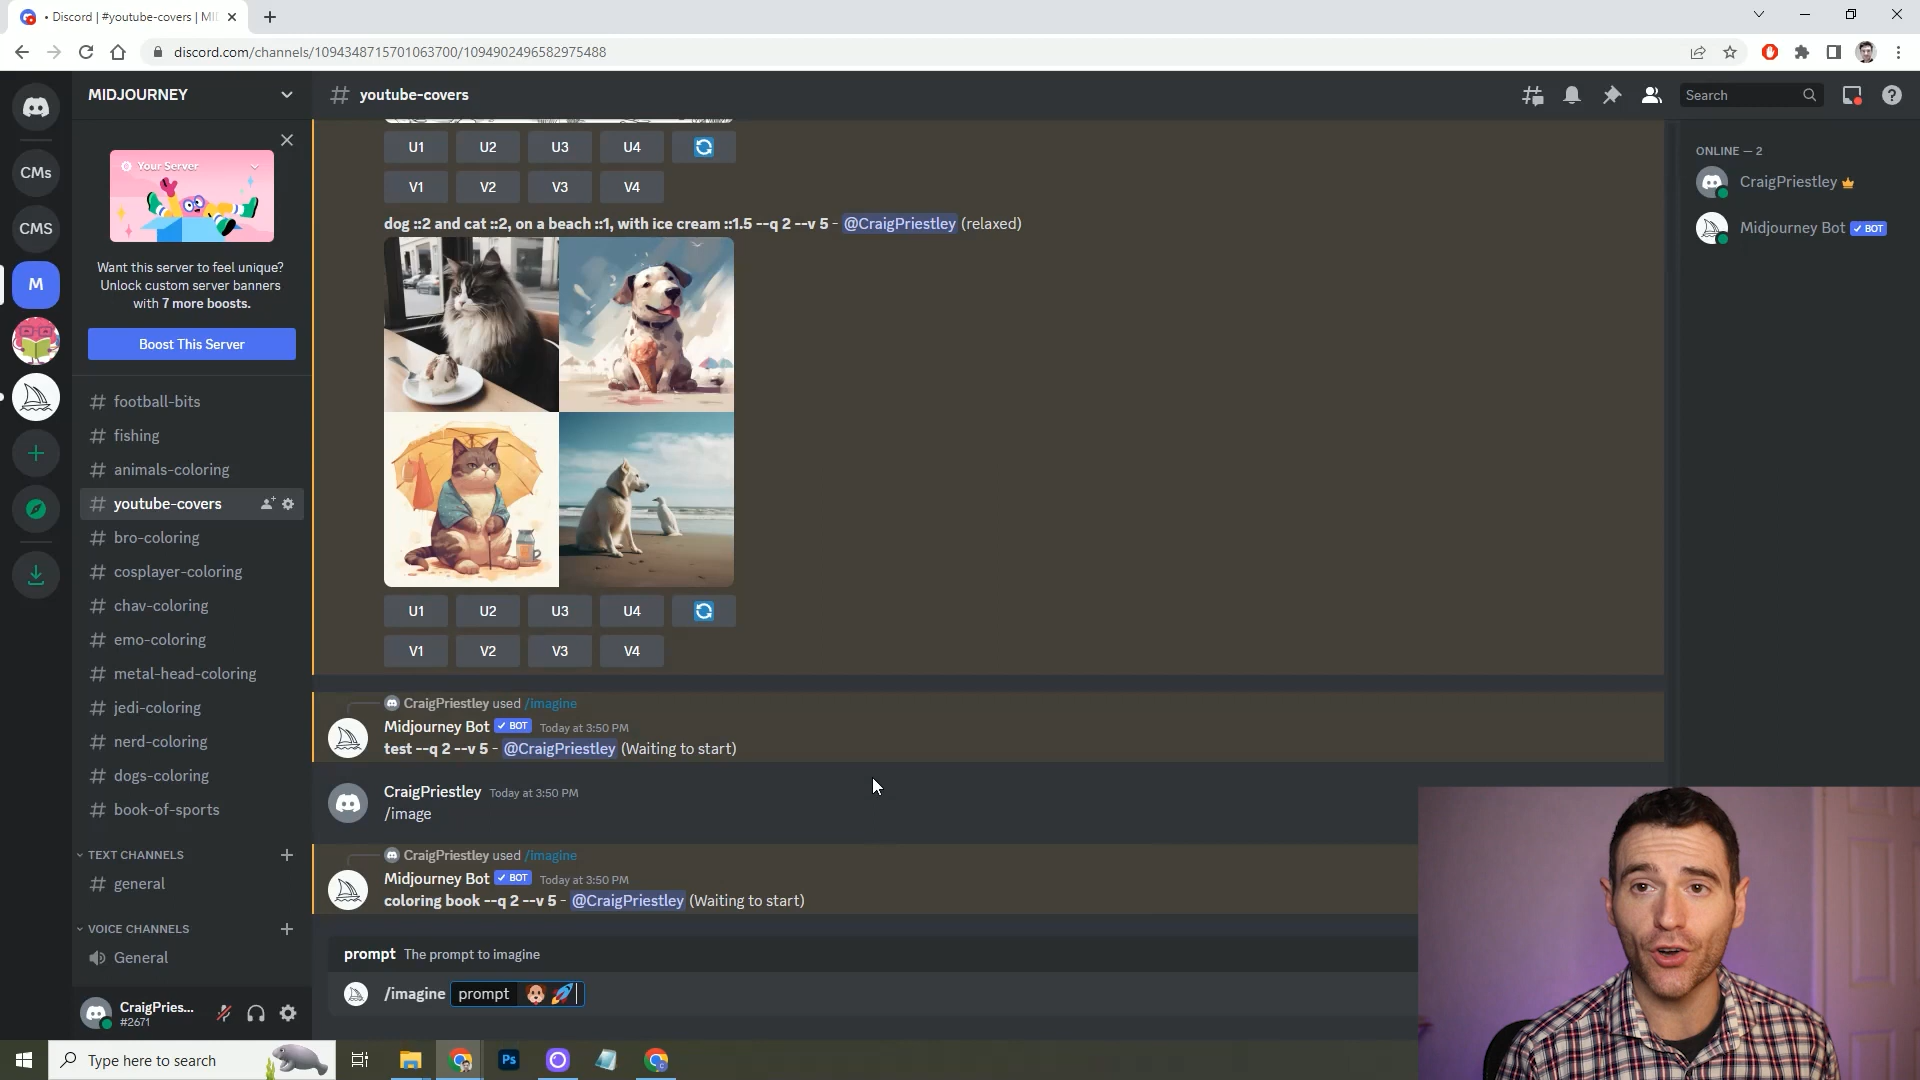 • Discord | #youtube-covers | MI
discord.com/channels/1094348715701063700/1094902496582975488
CMs
CMS
M
MIDJOURNEY
Your Server
Want this server to feel unique?
Unlock custom server banners
with 7 more boosts.
Boost This Server
football-bits
fishing
animals-coloring
youtube-covers
bro-coloring
cosplayer-coloring
chav-coloring
emo-coloring
metal-head-coloring
jedi-coloring
nerd-coloring
dogs-coloring
book-of-sports
TEXT CHANNELS
general
VOICE CHANNELS
General
CraigPries...
#2671
# youtube-covers
Search
U1 U2 U3 U4
V1 V2 V3 V4
dog ::2 and cat ::2, on a beach ::1, with ice cream ::1.5 --q 2 --v 5 - @CraigPriestley (relaxed)
U1 U2 U3 U4
V1 V2 V3 V4
CraigPriestley used /imagine
Midjourney Bot ✓ BOT Today at 3:50 PM
test --q 2 --v 5 - @CraigPriestley (Waiting to start)
CraigPriestley Today at 3:50 PM
/image
CraigPriestley used /imagine
Midjourney Bot ✓ BOT Today at 3:50 PM
coloring book --q 2 --v 5 - @CraigPriestley (Waiting to start)
prompt The prompt to imagine
/imagine prompt 🐶 🚀
ONLINE — 2
CraigPriestley
Midjourney Bot ✓ BOT
Type here to search
Ps